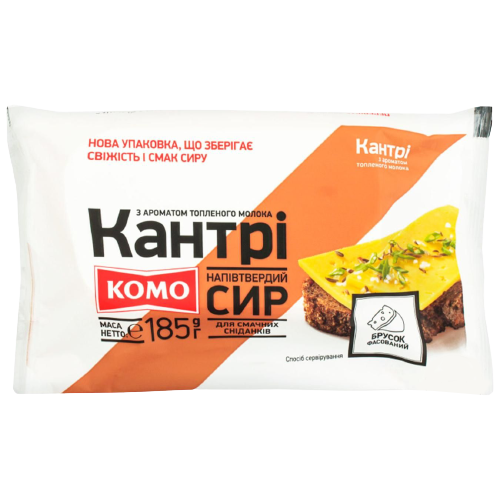 НОВА УПАКОВКА, ЩО ЗБЕРІГАЄ
СВІЖІСТЬ І СМАК СИРУ
Кантрі
з ароматом
топленого молока
З АРОМАТОМ ТОПЛЕНОГО МОЛОКА
Кантрі
КОМО
НАПІВТВЕРДИЙ
СИР
МАСА
НЕТТО: ℮185 g
г
ДЛЯ СМАЧНИХ
СНІДАНКІВ
БРУСОК
ФАСОВАНИЙ
Спосіб сервірування